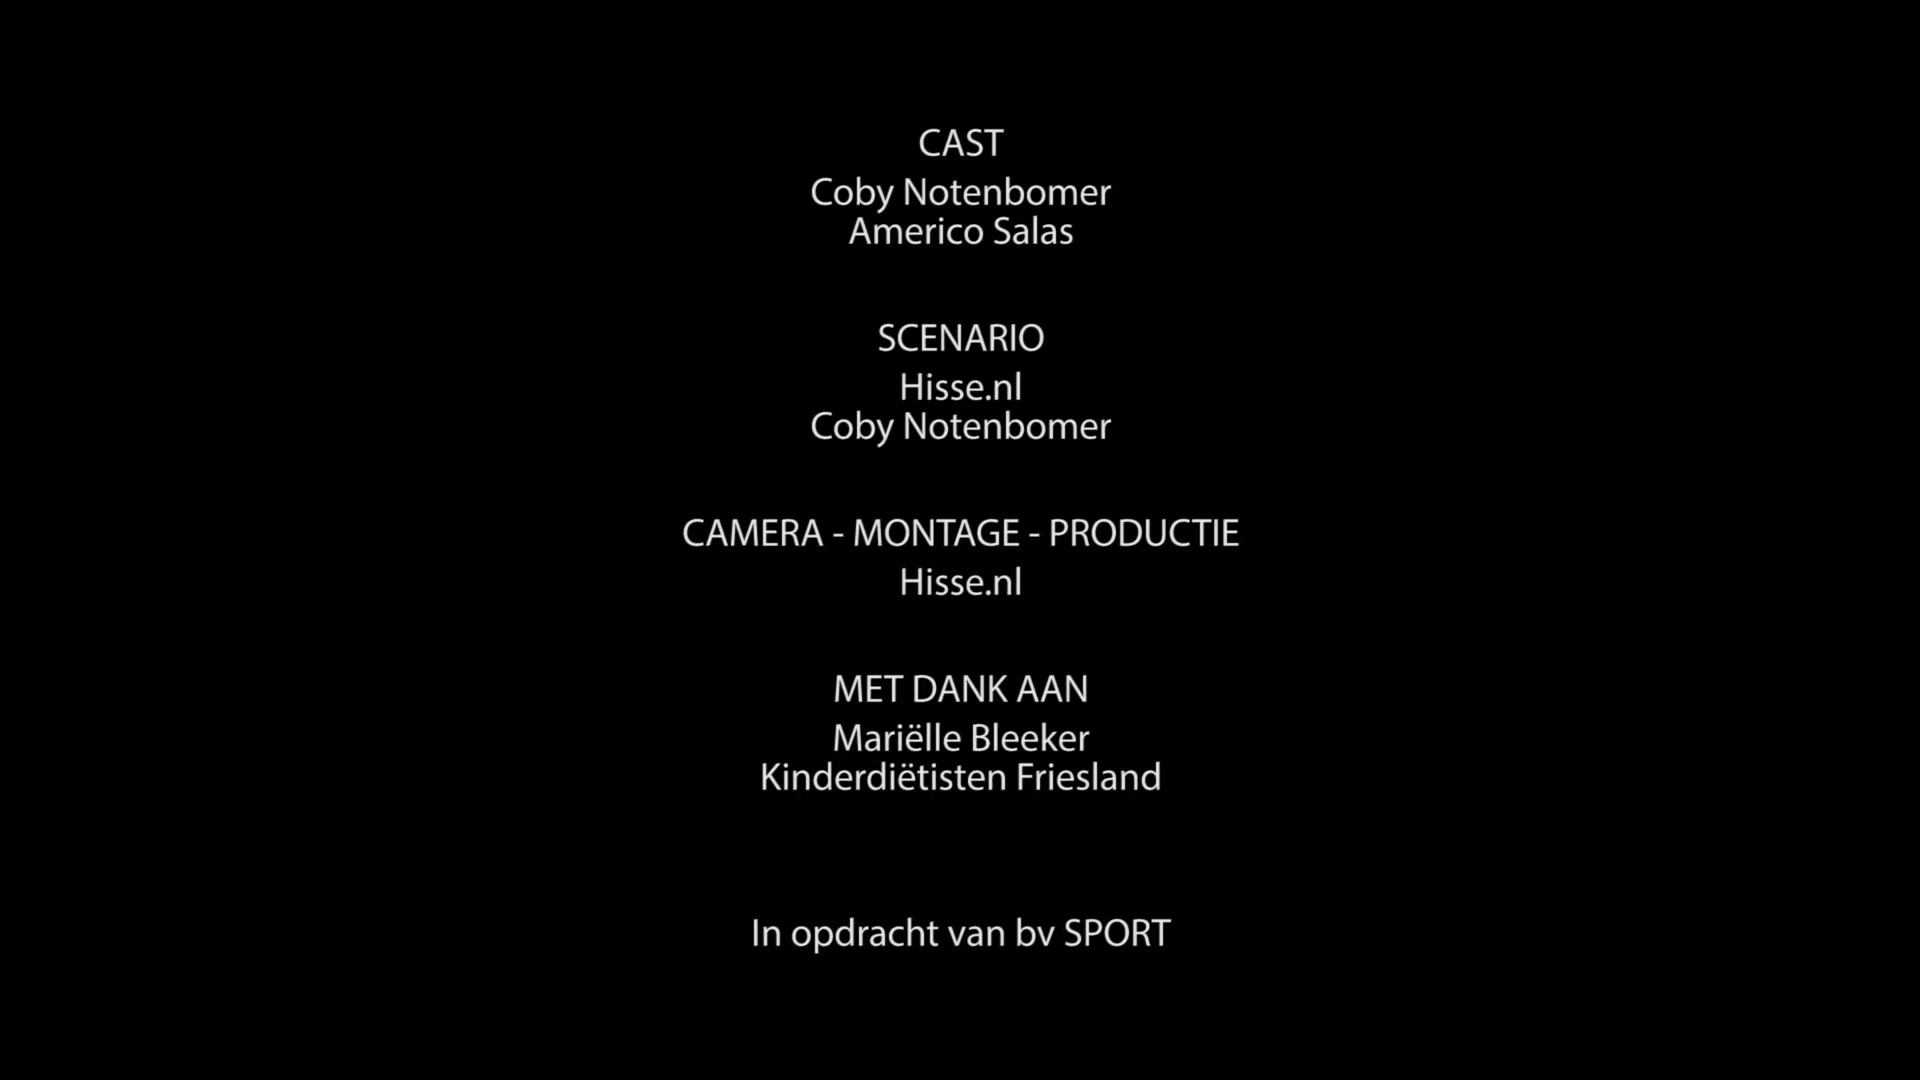 CAST
Coby Notenbomer
Americo Salas
SCENARIO
Hisse.nl
Coby Notenbomer
CAMERA - MONTAGE - PRODUCTIE
Hisse.nl
MET DANK AAN
Mariëlle Bleeker
Kinderdiëtisten Friesland
In opdracht van bv SPORT